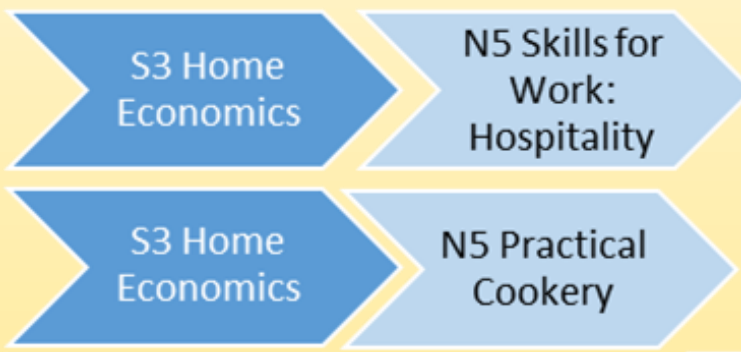 S3 Home
Economics
N5 Skills for
Work:
Hospitality
S3 Home
Economics
N5 Practical
Cookery